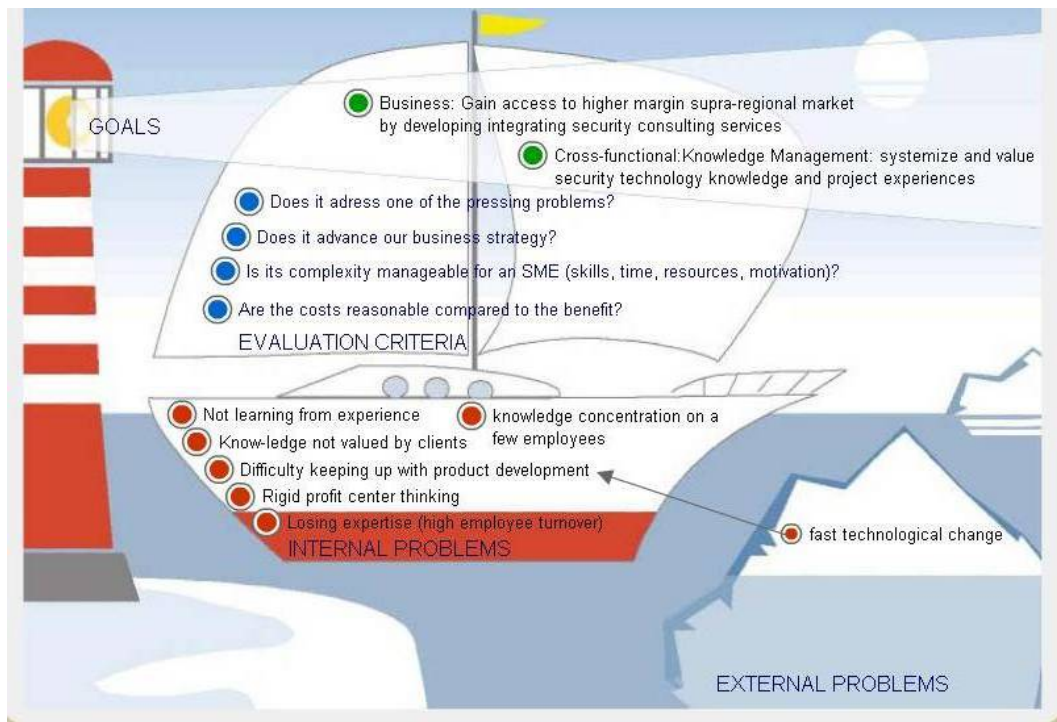 GOALS
Business: Gain access to higher margin supra-regional market
by developing integrating security consulting services
Cross-functional:Knowledge Management: systemize and value
security technology knowledge and project experiences
Does it adress one of the pressing problems?
Does it advance our business strategy?
Is its complexity manageable for an SME (skills, time, resources, motivation)?
Are the costs reasonable compared to the benefit?
EVALUATION CRITERIA
Not learning from experience
knowledge concentration on a
few employees
Know-ledge not valued by clients
Difficulty keeping up with product development
Rigid profit center thinking
Losing expertise (high employee turnover)
INTERNAL PROBLEMS
fast technological change
EXTERNAL PROBLEMS